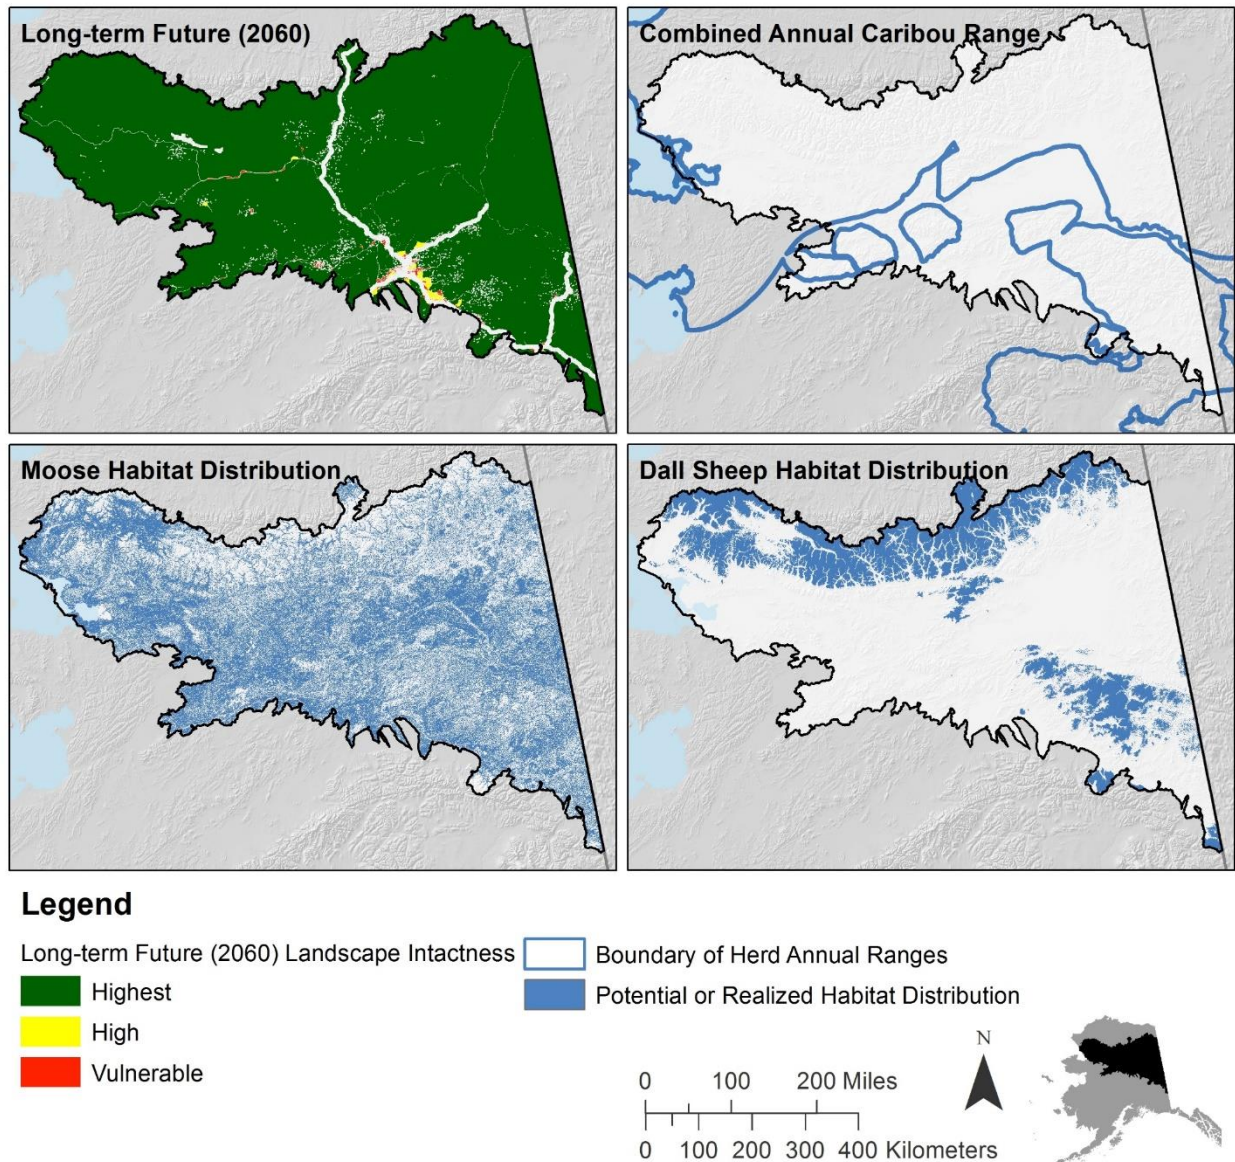 Long-term Future (2060)
Combined Annual Caribou Range
Moose Habitat Distribution
Dall Sheep Habitat Distribution
Legend
Long-term Future (2060) Landscape Intactness
Highest
High
Vulnerable
Boundary of Herd Annual Ranges
Potential or Realized Habitat Distribution
0 100 200 Miles
0 100 200 300 400 Kilometers
N